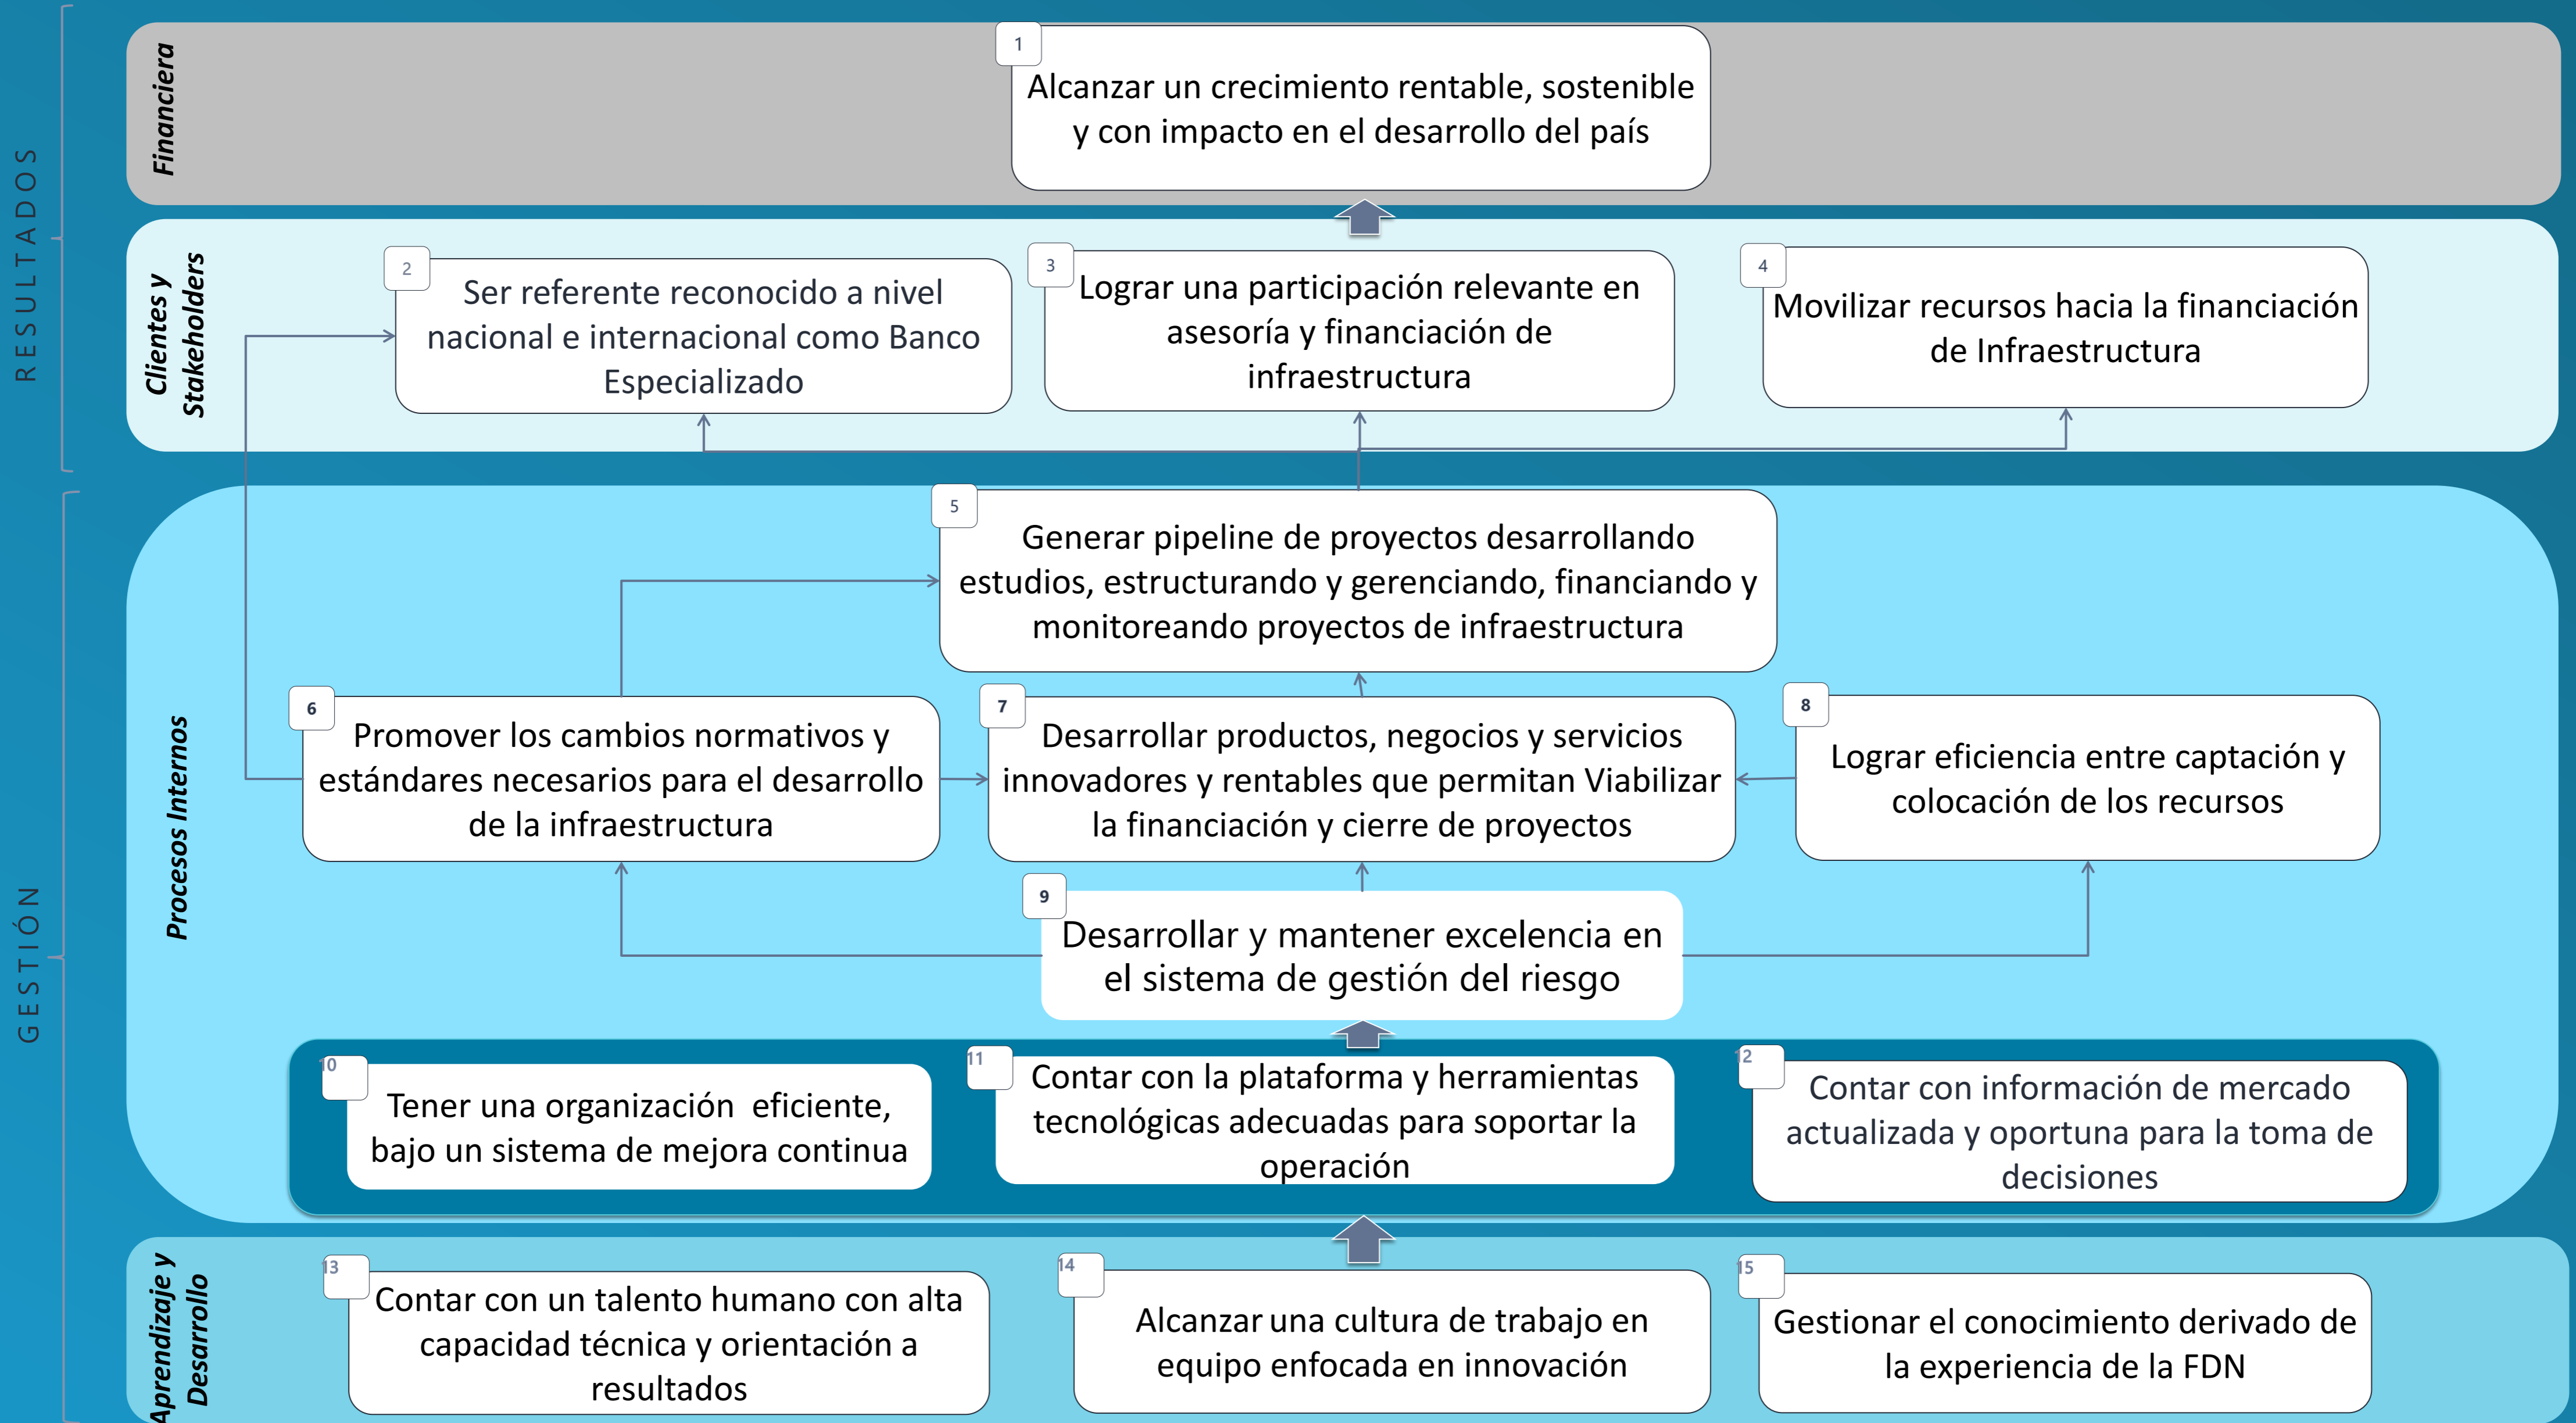 RESULTADOS
Financiera
1
Alcanzar un crecimiento rentable, sostenible
y con impacto en el desarrollo del país
Clientes y
Stakeholders
2
Ser referente reconocido a nivel
nacional e internacional como Banco
Especializado
3
Lograr una participación relevante en
asesoría y financiación de
infraestructura
4
Movilizar recursos hacia la financiación
de Infraestructura
GESTIÓN
Procesos Internos
5
Generar pipeline de proyectos desarrollando
estudios, estructurando y gerenciando, financiando y
monitoreando proyectos de infraestructura
6
Promover los cambios normativos y
estándares necesarios para el desarrollo
de la infraestructura
7
Desarrollar productos, negocios y servicios
innovadores y rentables que permitan Viabilizar
la financiación y cierre de proyectos
8
Lograr eficiencia entre captación y
colocación de los recursos
9
Desarrollar y mantener excelencia en
el sistema de gestión del riesgo
10
Tener una organización eficiente,
bajo un sistema de mejora continua
11
Contar con la plataforma y herramientas
tecnológicas adecuadas para soportar la
operación
12
Contar con información de mercado
actualizada y oportuna para la toma de
decisiones
Aprendizaje y
Desarrollo
13
Contar con un talento humano con alta
capacidad técnica y orientación a
resultados
14
Alcanzar una cultura de trabajo en
equipo enfocada en innovación
15
Gestionar el conocimiento derivado de
la experiencia de la FDN